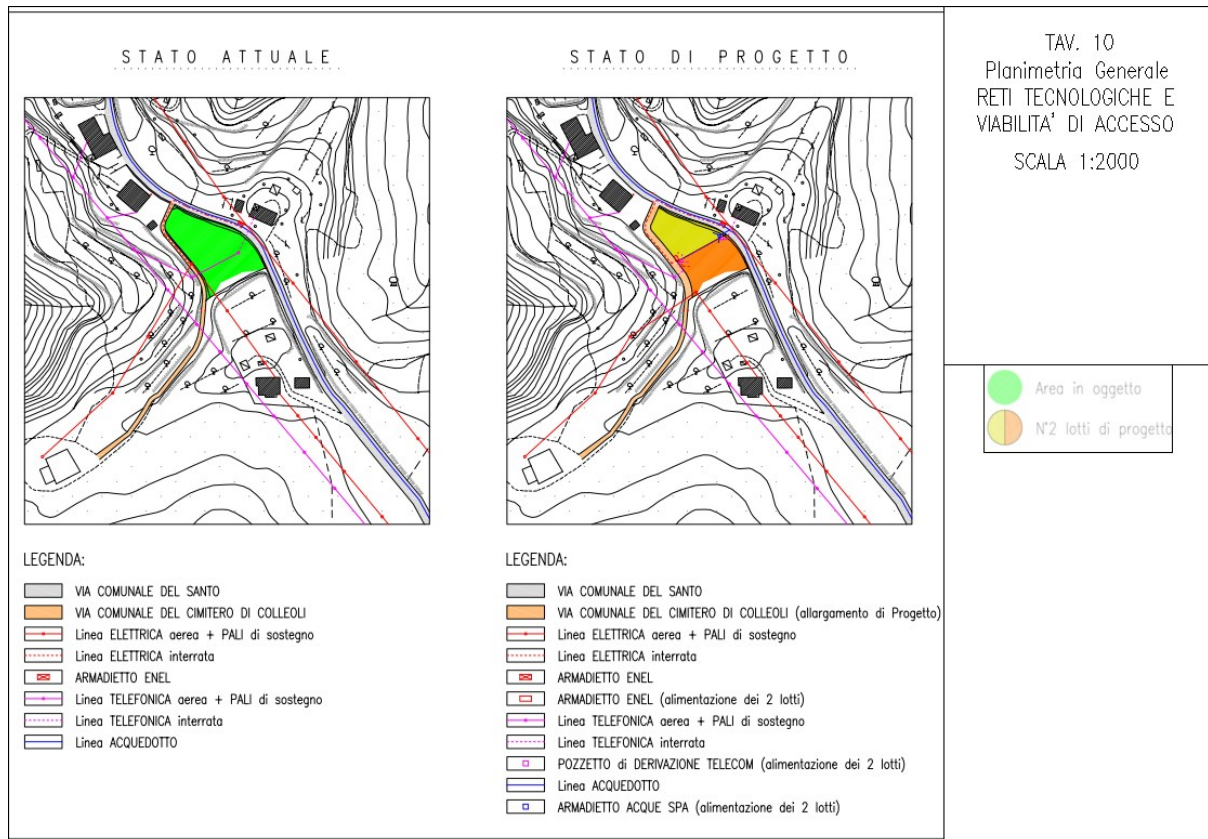 STATO ATTUALE
STATO DI PROGETTO
TAV. 10
Planimetria Generale
RETI TECNOLOGICHE E
VIABILITA' DI ACCESSO
SCALA 1:2000
Area in oggetto
N°2 lotti di progetto
LEGENDA:
VIA COMUNALE DEL SANTO
VIA COMUNALE DEL CIMITERO DI COLLEOLI
Linea ELETTRICA aerea + PALI di sostegno
Linea ELETTRICA interrata
ARMADIETTO ENEL
Linea TELEFONICA aerea + PALI di sostegno
Linea TELEFONICA interrata
Linea ACQUEDOTTO
LEGENDA:
VIA COMUNALE DEL SANTO
VIA COMUNALE DEL CIMITERO DI COLLEOLI (allargamento di Progetto)
Linea ELETTRICA aerea + PALI di sostegno
Linea ELETTRICA interrata
ARMADIETTO ENEL
ARMADIETTO ENEL (alimentazione dei 2 lotti)
Linea TELEFONICA aerea + PALI di sostegno
Linea TELEFONICA interrata
POZZETTO di DERIVAZIONE TELECOM (alimentazione dei 2 lotti)
Linea ACQUEDOTTO
ARMADIETTO ACQUE SPA (alimentazione dei 2 lotti)